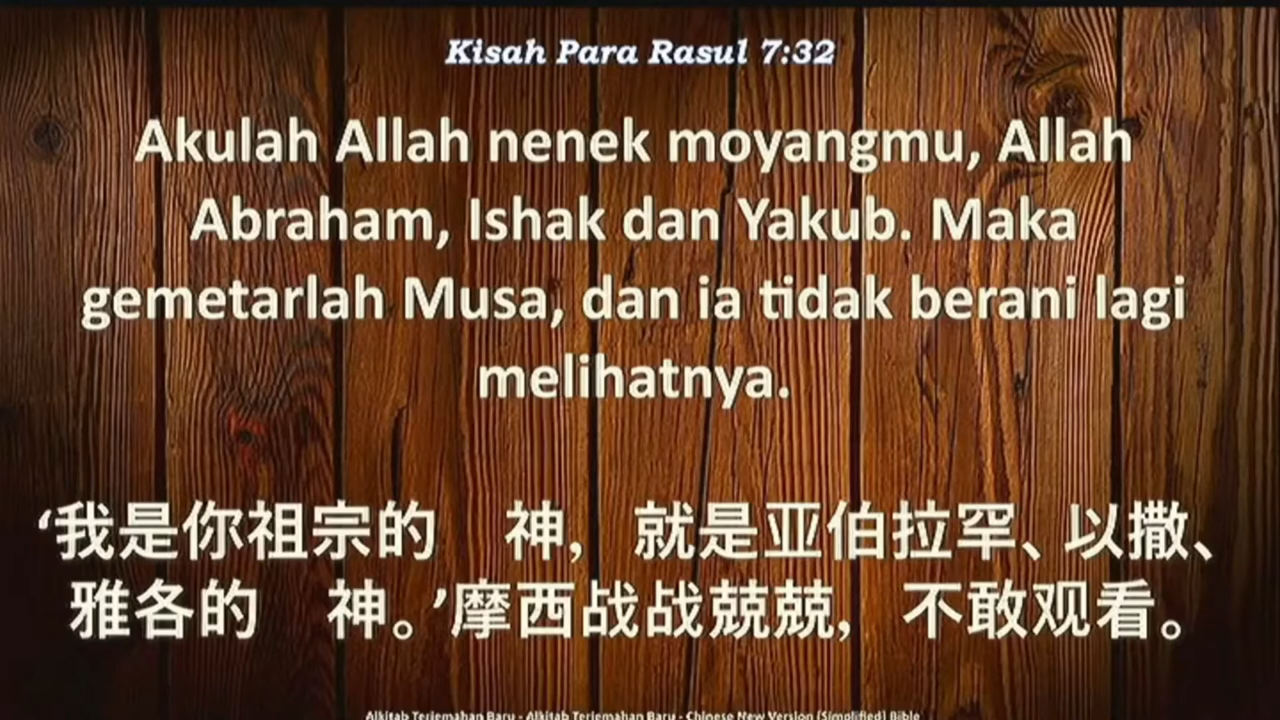 Kisah Para Rasul 7:32
Akulah Allah nenek moyangmu, Allah
Abraham, Ishak dan Yakub. Maka
gemetarlah Musa, dan ia tidak berani lagi
melihatnya.
‘我是你祖宗的　神，就是亚伯拉罕、以撒、
雅各的　神。’摩西战战兢兢，不敢观看。
Alkitab Terjemahan Baru - Alkitab Terjemahan Baru - Chinese New Version (Simplified) Bible